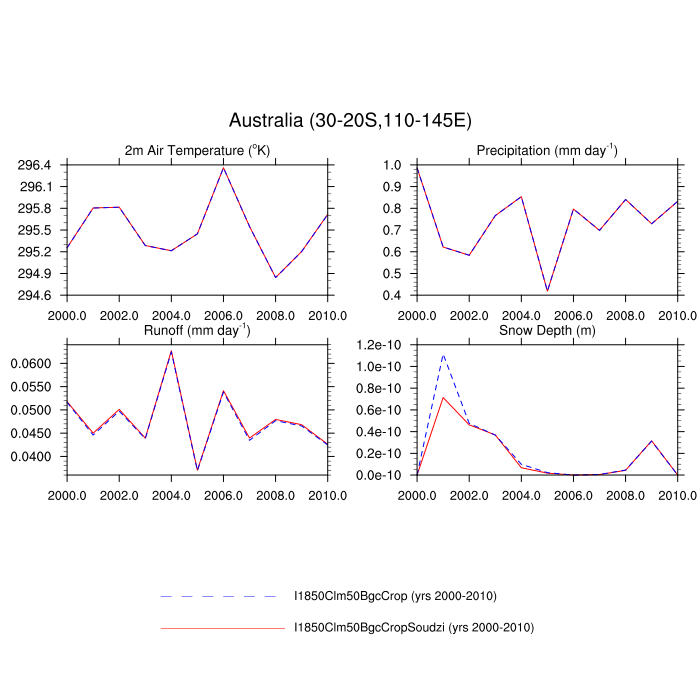 Australia (30-20S,110-145E)
2m Air Temperature (°K)
Precipitation (mm day⁻¹)
296.4
296.1
295.8
295.5
295.2
294.9
294.6
2000.0 2002.0 2004.0 2006.0 2008.0 2010.0
1.0
0.9
0.8
0.7
0.6
0.5
0.4
2000.0 2002.0 2004.0 2006.0 2008.0 2010.0
Runoff (mm day⁻¹)
Snow Depth (m)
0.0600
0.0550
0.0500
0.0450
0.0400
2000.0 2002.0 2004.0 2006.0 2008.0 2010.0
1.2e-10
1.0e-10
0.8e-10
0.6e-10
0.4e-10
0.2e-10
0.0e-10
2000.0 2002.0 2004.0 2006.0 2008.0 2010.0
I1850Clm50BgcCrop (yrs 2000-2010)
I1850Clm50BgcCropSoudzi (yrs 2000-2010)